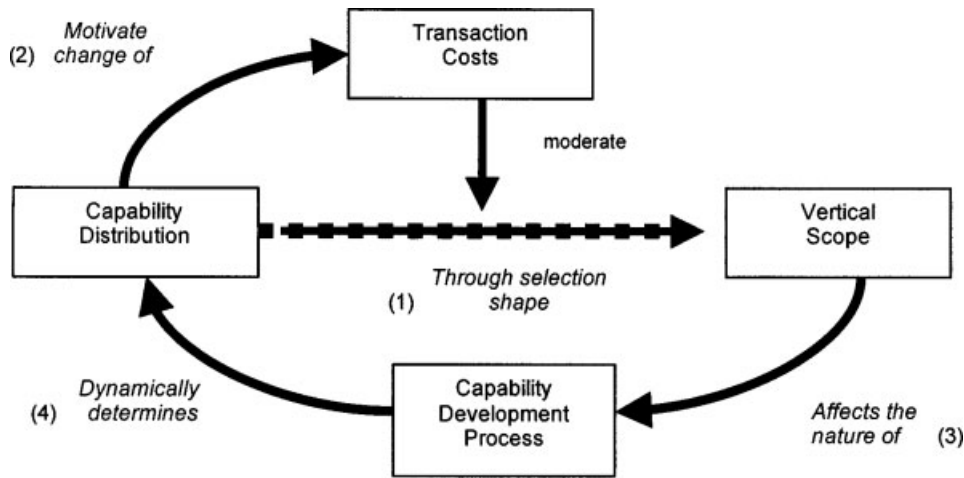 (2) Motivate
change of
Transaction
Costs
moderate
Capability
Distribution
Vertical
Scope
(1) Through selection
shape
(4) Dynamically
determines
Capability
Development
Process
Affects the
nature of (3)